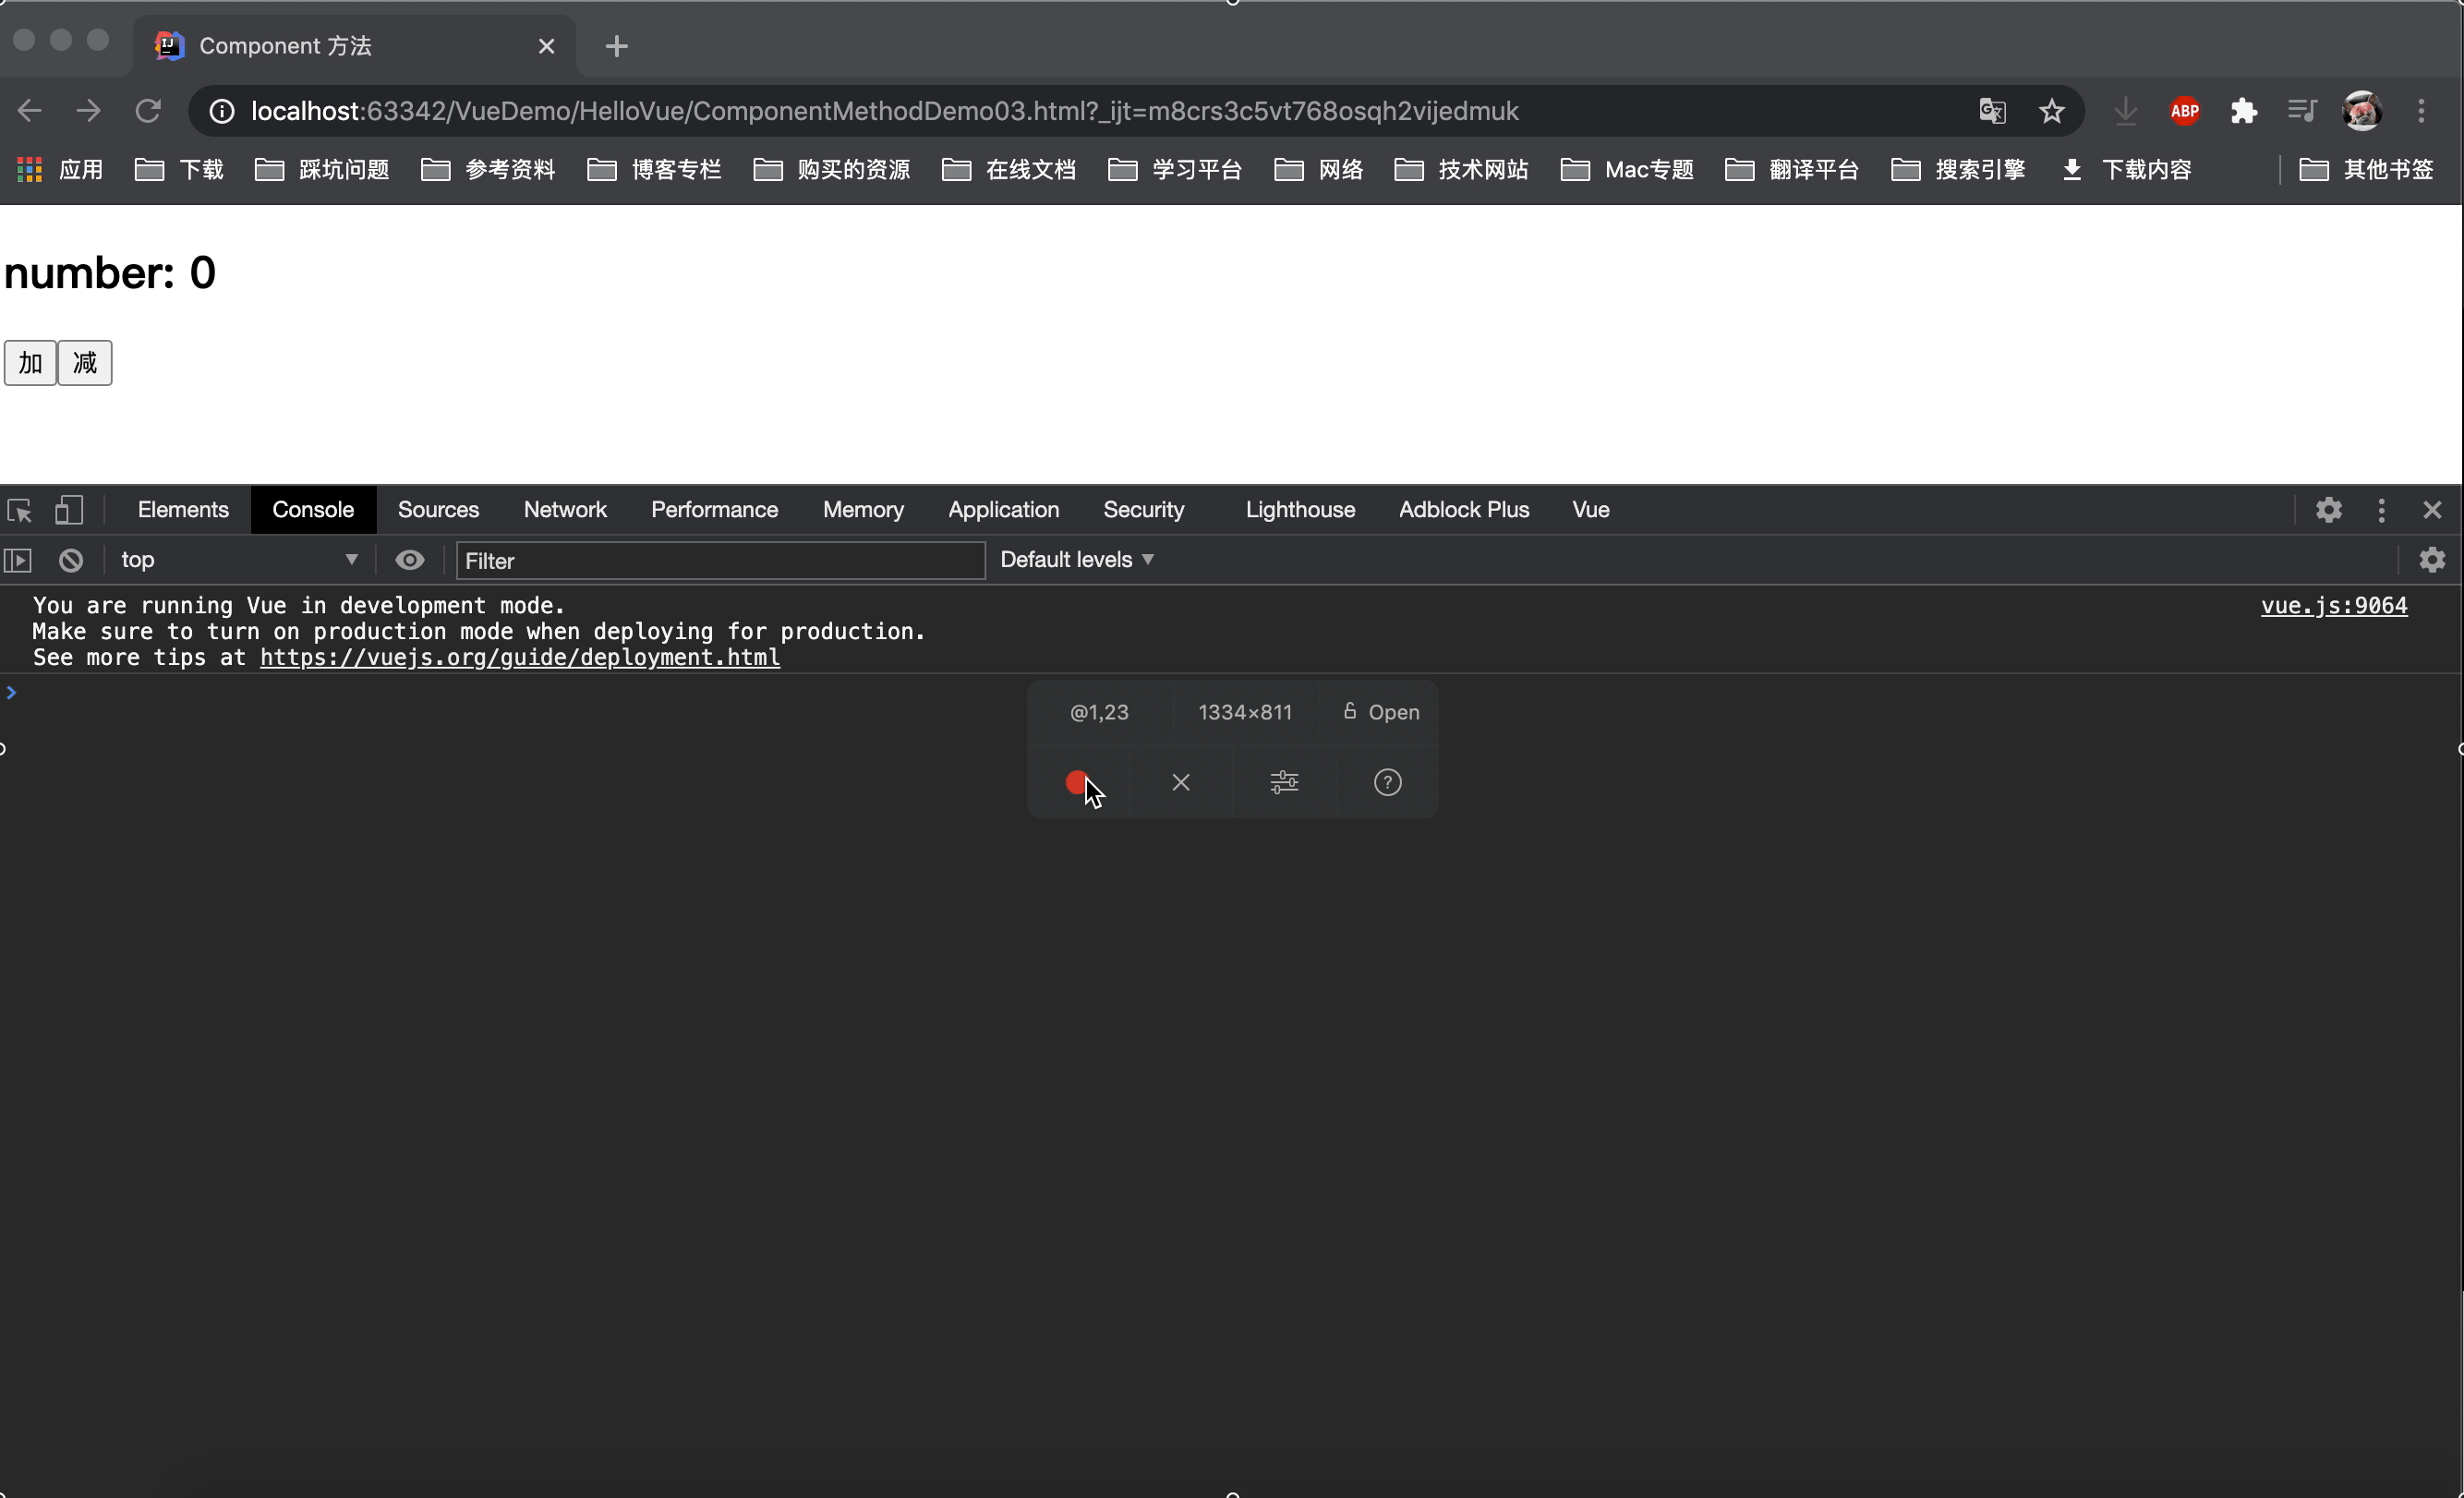 Component 方法
localhost:63342/VueDemo/HelloVue/ComponentMethodDemo03.html?_ijt=m8crs3c5vt768osqh2vijedmuk
ABP
应用 下载 踩坑问题 参考资料 博客专栏 购买的资源 在线文档 学习平台 网络 技术网站 Mac专题 翻译平台 搜索引擎 下载内容 其他书签
number: 0
加 减
Elements Console Sources Network Performance Memory Application Security Lighthouse Adblock Plus Vue
top Filter Default levels
You are running Vue in development mode. vue.js:9064
Make sure to turn on production mode when deploying for production.
See more tips at https://vuejs.org/guide/deployment.html
@1,23 1334×811 Open